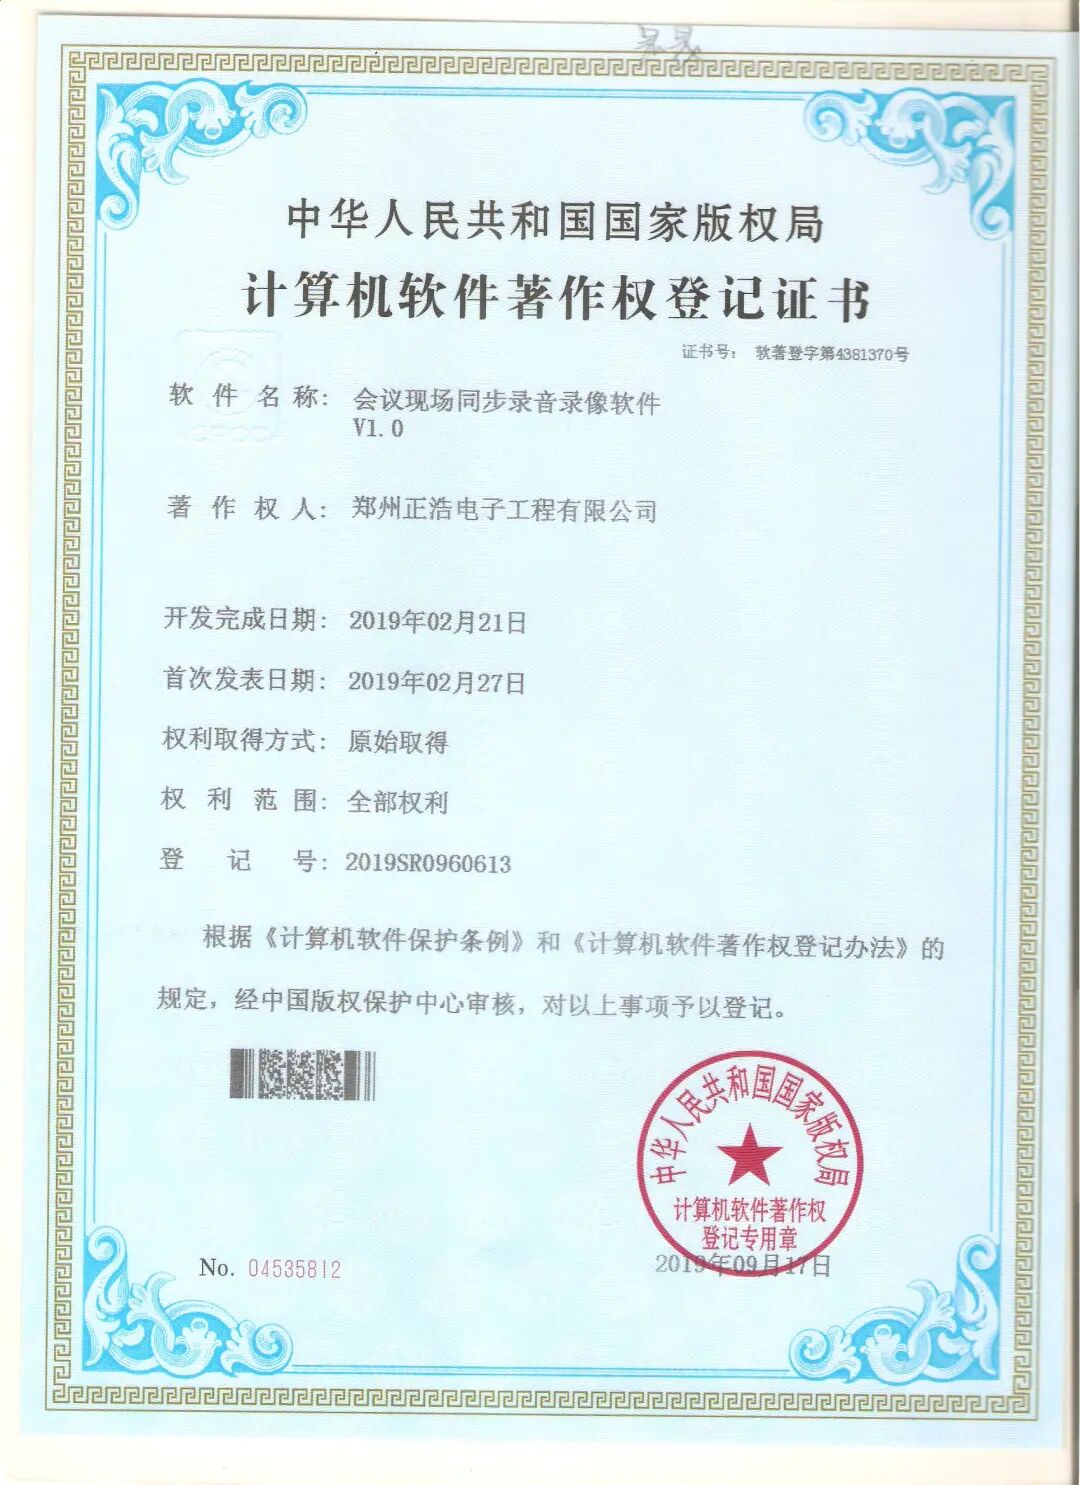 中华人民共和国国家版权局
计算机软件著作权登记证书
证书号： 软著登字第4381370号
软件名称： 会议现场同步录音录像软件
V1.0
著作权人： 郑州正浩电子工程有限公司
开发完成日期： 2019年02月21日
首次发表日期： 2019年02月27日
权利取得方式： 原始取得
权利范围： 全部权利
登记号： 2019SR0960613
根据《计算机软件保护条例》和《计算机软件著作权登记办法》的
规定，经中国版权保护中心审核，对以上事项予以登记。
中华人民共和国国家版权局
计算机软件著作权
登记专用章
No. 04535812
2019年09月17日